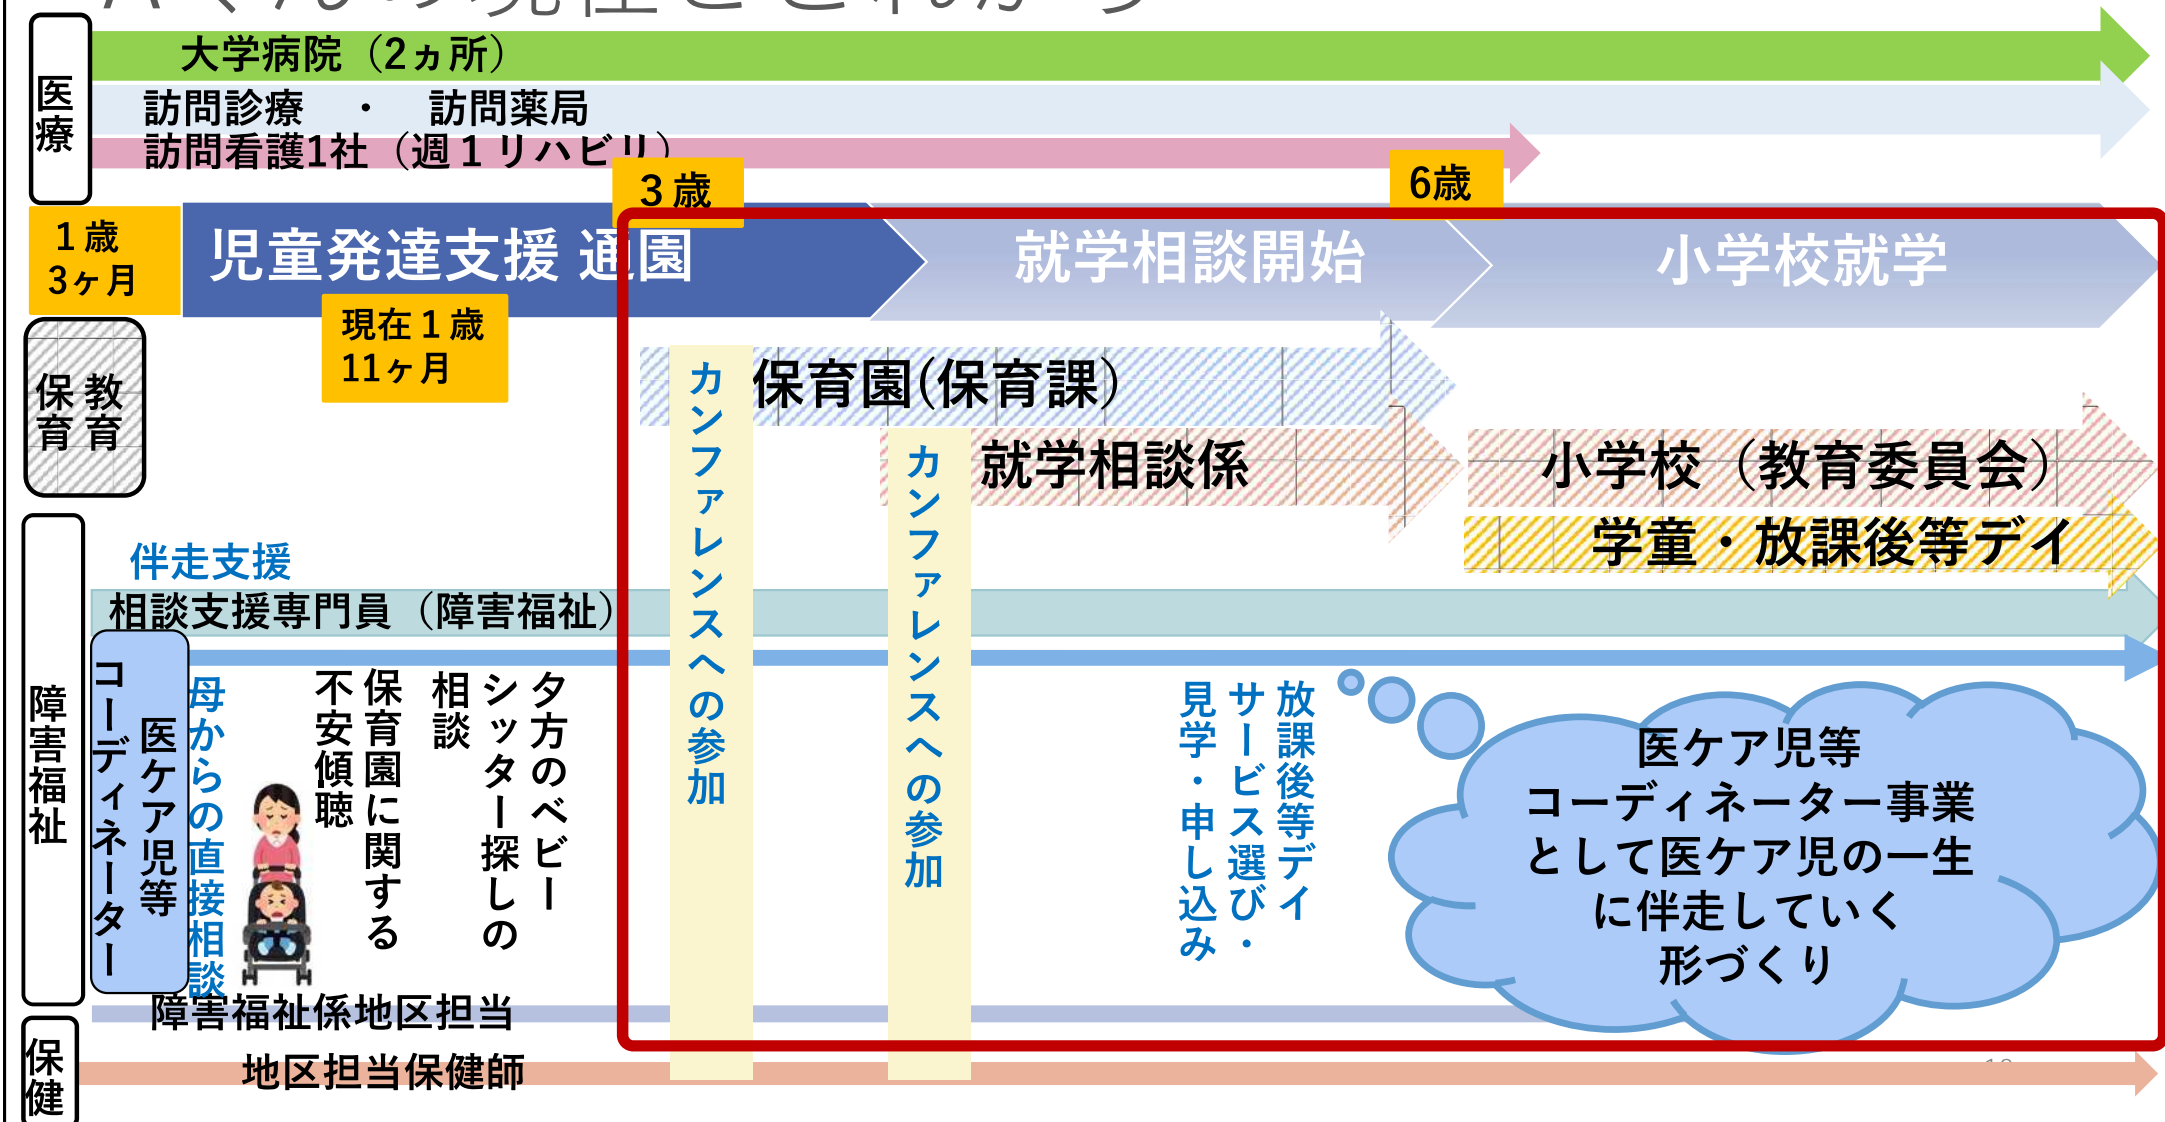 医療
大学病院（2ヵ所）
訪問診療　・　訪問薬局
訪問看護1社（週１リハビリ）
1歳
3ヶ月
児童発達支援 通園
３歳
就学相談開始
6歳
小学校就学
現在１歳
11ヶ月
保育
教育
保育園(保育課)
就学相談係
小学校（教育委員会）
学童・放課後等デイ
カンファレンスへの参加
カンファレンスへの参加
障害福祉
伴走支援
相談支援専門員（障害福祉）
医ケア児等
コーディネーター
母からの直接相談
保育園に関する
不安傾聴
夕方のベビー
シッター探しの
相談
放課後等デイ
サービス選び・
見学・申し込み
医ケア児等
コーディネーター事業
として医ケア児の一生
に伴走していく
形づくり
障害福祉係地区担当
保健
地区担当保健師